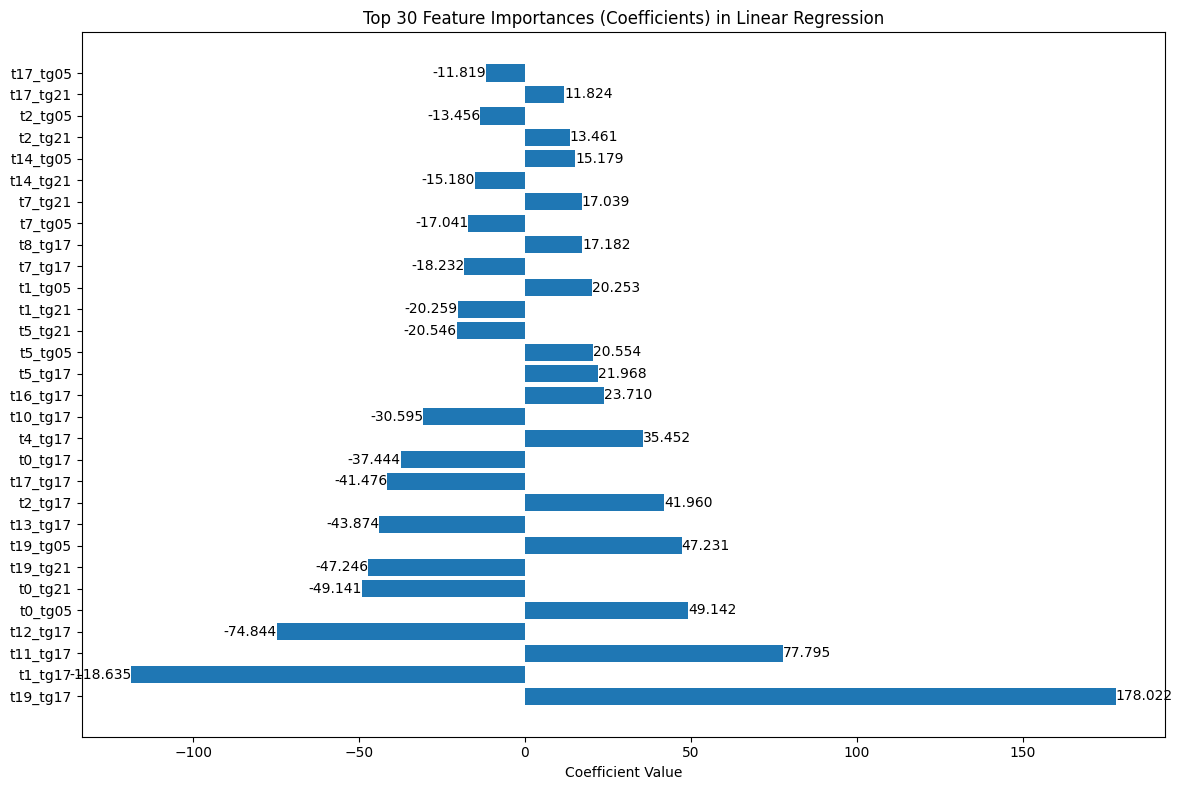 Top 30 Feature Importances (Coefficients) in Linear Regression
t17_tg05 -11.819
t17_tg21 11.824
t2_tg05 -13.456
t2_tg21 13.461
t14_tg05 15.179
t14_tg21 -15.180
t7_tg21 17.039
t7_tg05 -17.041
t8_tg17 17.182
t7_tg17 -18.232
t1_tg05 20.253
t1_tg21 -20.259
t5_tg21 -20.546
t5_tg05 20.554
t5_tg17 21.968
t16_tg17 23.710
t10_tg17 -30.595
t4_tg17 35.452
t0_tg17 -37.444
t17_tg17 -41.476
t2_tg17 41.960
t13_tg17 -43.874
t19_tg05 47.231
t19_tg21 -47.246
t0_tg21 -49.141
t0_tg05 49.142
t12_tg17 -74.844
t11_tg17 77.795
t1_tg17 -118.635
t19_tg17 178.022
−100 −50 0 50 100 150
Coefficient Value